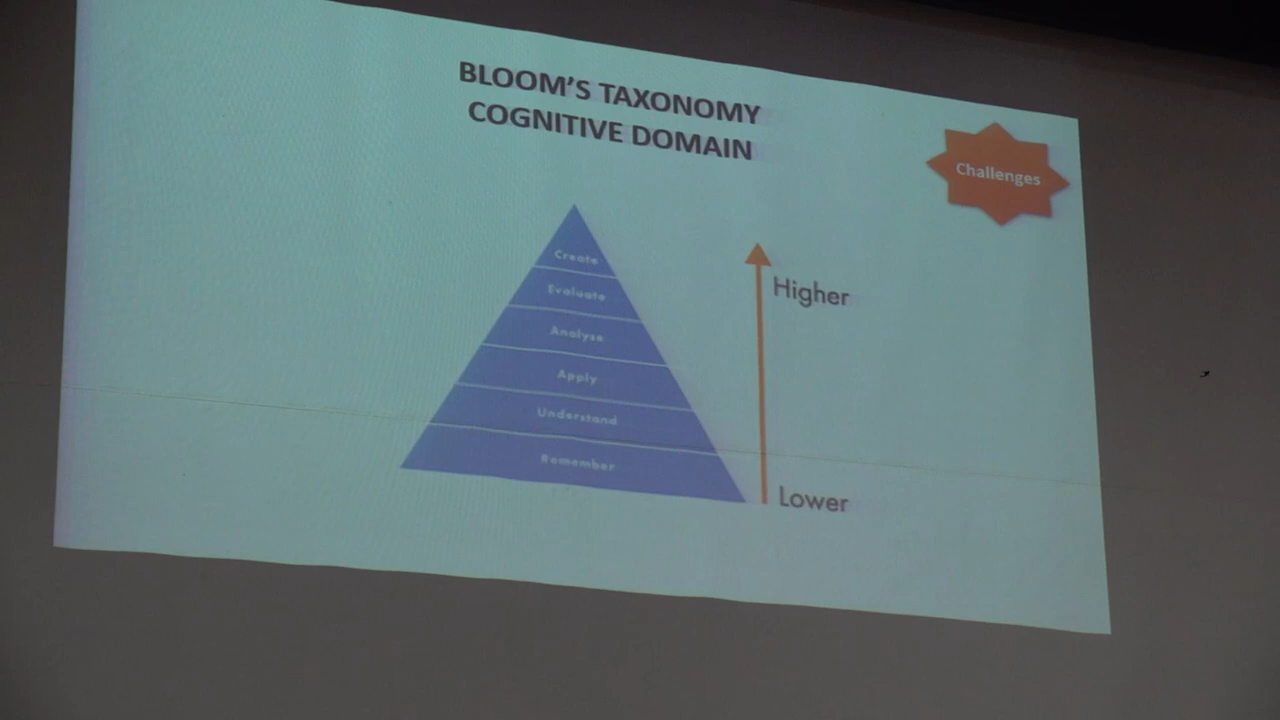 BLOOM'S TAXONOMY
COGNITIVE DOMAIN
Challenges
Create
Evaluate
Analyse
Apply
Understand
Remember
Higher
Lower